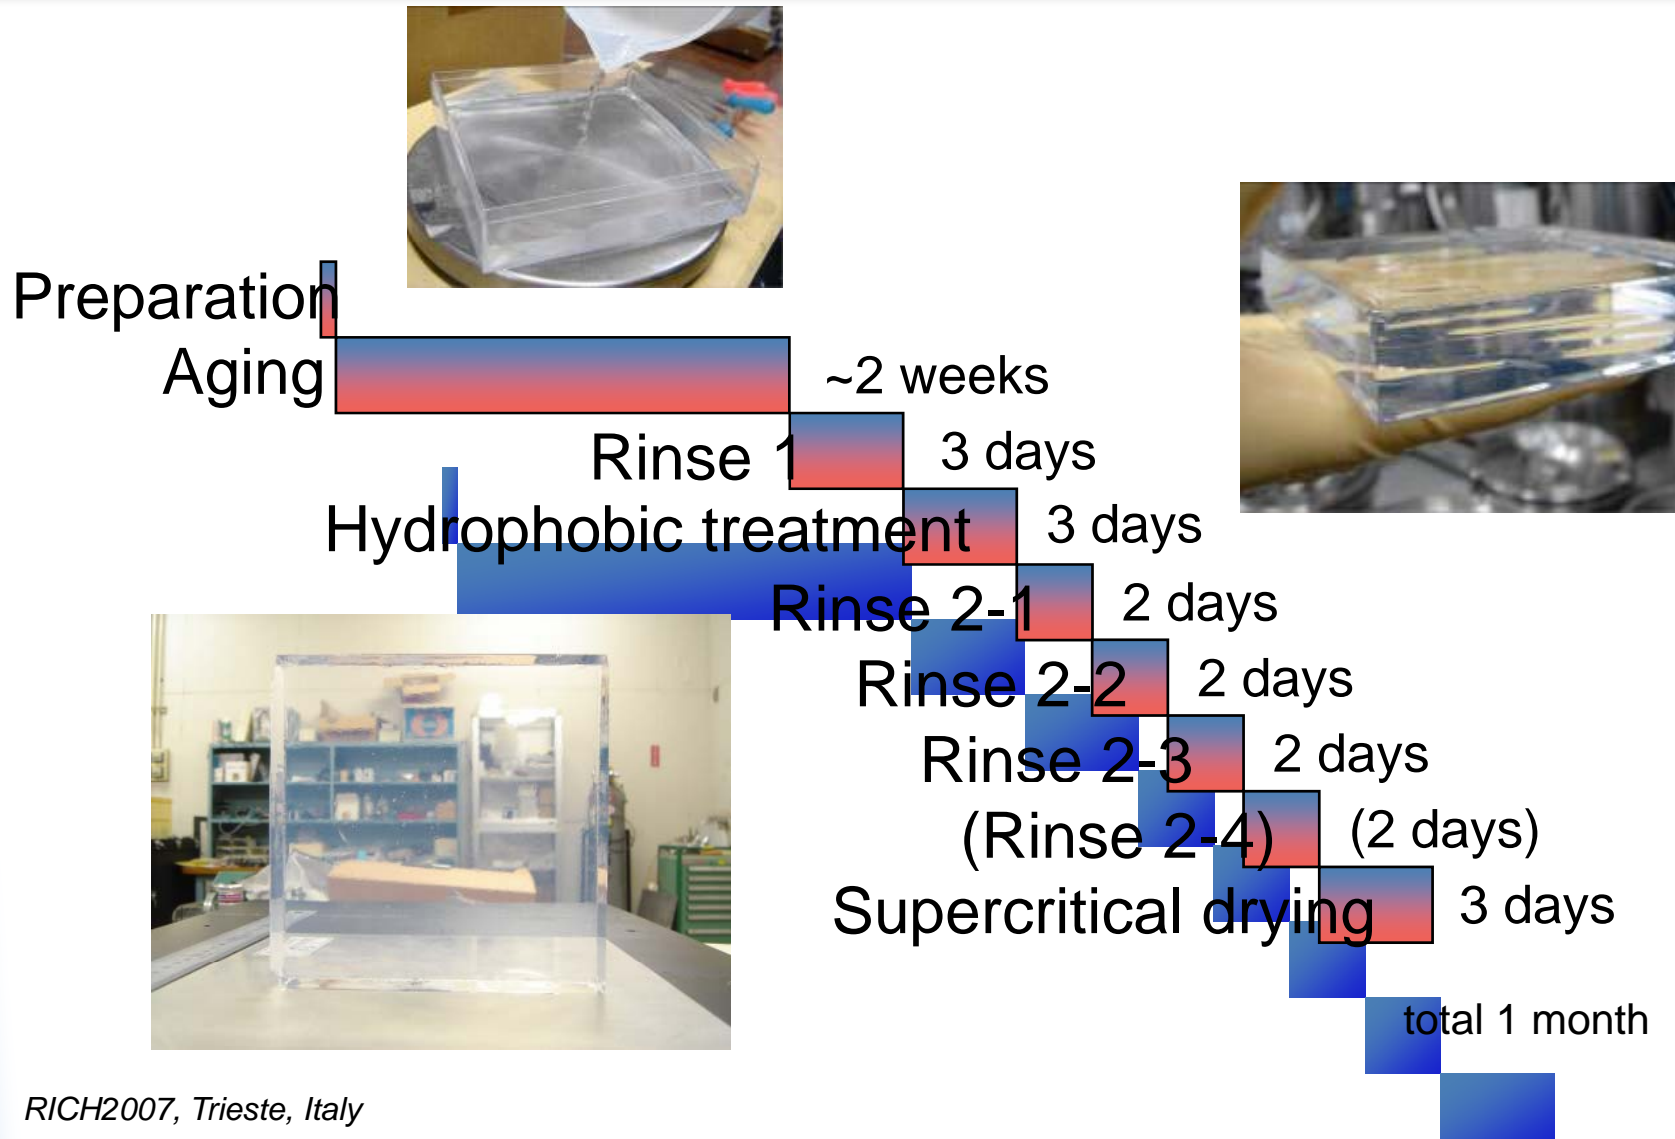 Preparation
Aging
~2 weeks
Rinse 1
3 days
Hydrophobic treatment
3 days
Rinse 2-1
2 days
Rinse 2-2
2 days
Rinse 2-3
2 days
(Rinse 2-4)
(2 days)
Supercritical drying
3 days
total 1 month
RICH2007, Trieste, Italy